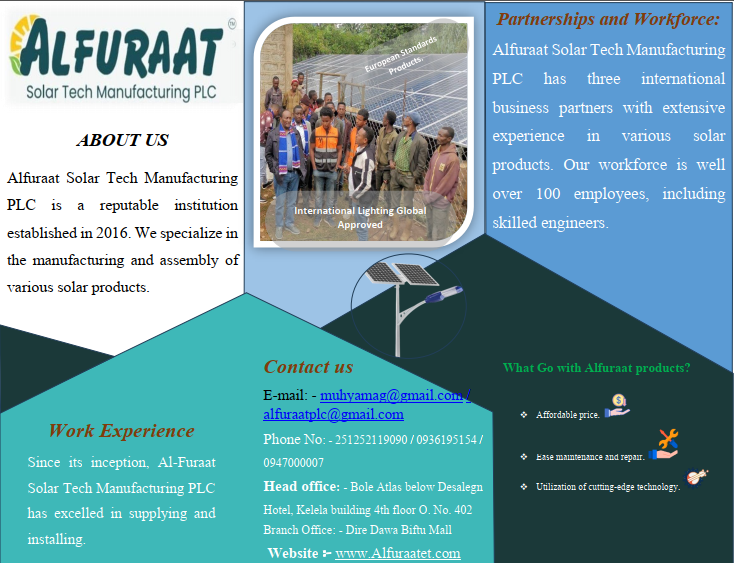 ALFURAAT
TM
Solar Tech Manufacturing PLC
ABOUT US
Alfuraat Solar Tech Manufacturing
PLC is a reputable institution
established in 2016. We specialize in
the manufacturing and assembly of
various solar products.
European Standards
Products.
International Lighting Global
Approved
Partnerships and Workforce:
Alfuraat Solar Tech Manufacturing
PLC has three international
business partners with extensive
experience in various solar
products. Our workforce is well
over 100 employees, including
skilled engineers.
Work Experience
Since its inception, Al-Furaat
Solar Tech Manufacturing PLC
has excelled in supplying and
installing.
Contact us
E-mail: - muhyamag@gmail.com /
alfuraatplc@gmail.com
Phone No: - 251252119090 / 0936195154 /
0947000007
Head office: - Bole Atlas below Desalegn
Hotel, Kelela building 4th floor O. No. 402
Branch Office: - Dire Dawa Biftu Mall
Website :- www.Alfuraatet.com
What Go with Alfuraat products?
❖ Affordable price.
❖ Ease maintenance and repair.
❖ Utilization of cutting-edge technology.